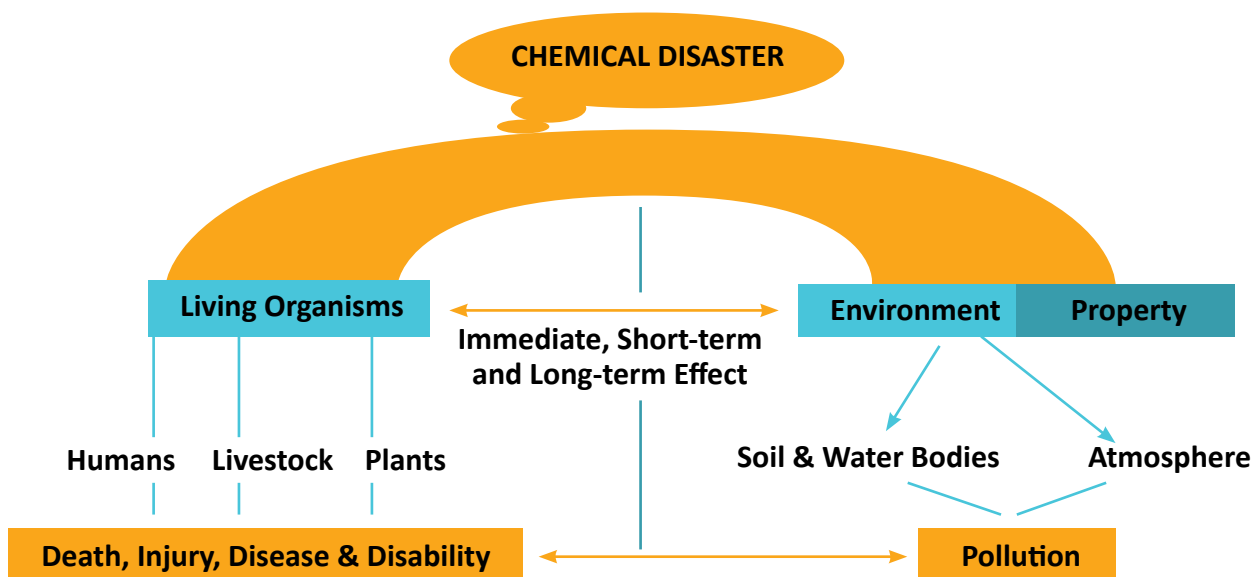 CHEMICAL DISASTER
Living Organisms
Environment
Property
Immediate, Short-term
and Long-term Effect
Humans
Livestock
Plants
Soil & Water Bodies
Atmosphere
Death, Injury, Disease & Disability
Pollution